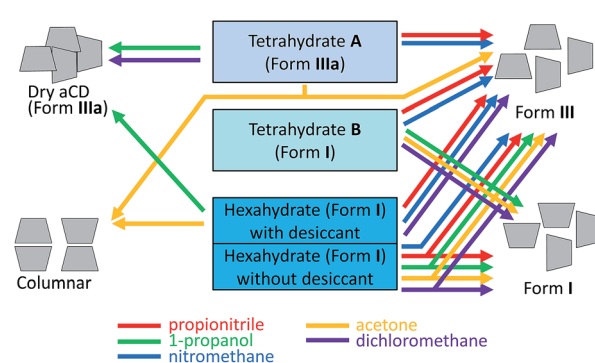 Tetrahydrate A
(Form IIIa)
Dry aCD
(Form IIIa)
Form III
Tetrahydrate B
(Form I)
Hexahydrate (Form I)
with desiccant
Hexahydrate (Form I)
without desiccant
Columnar
Form I
propionitrile
1-propanol
nitromethane
acetone
dichloromethane